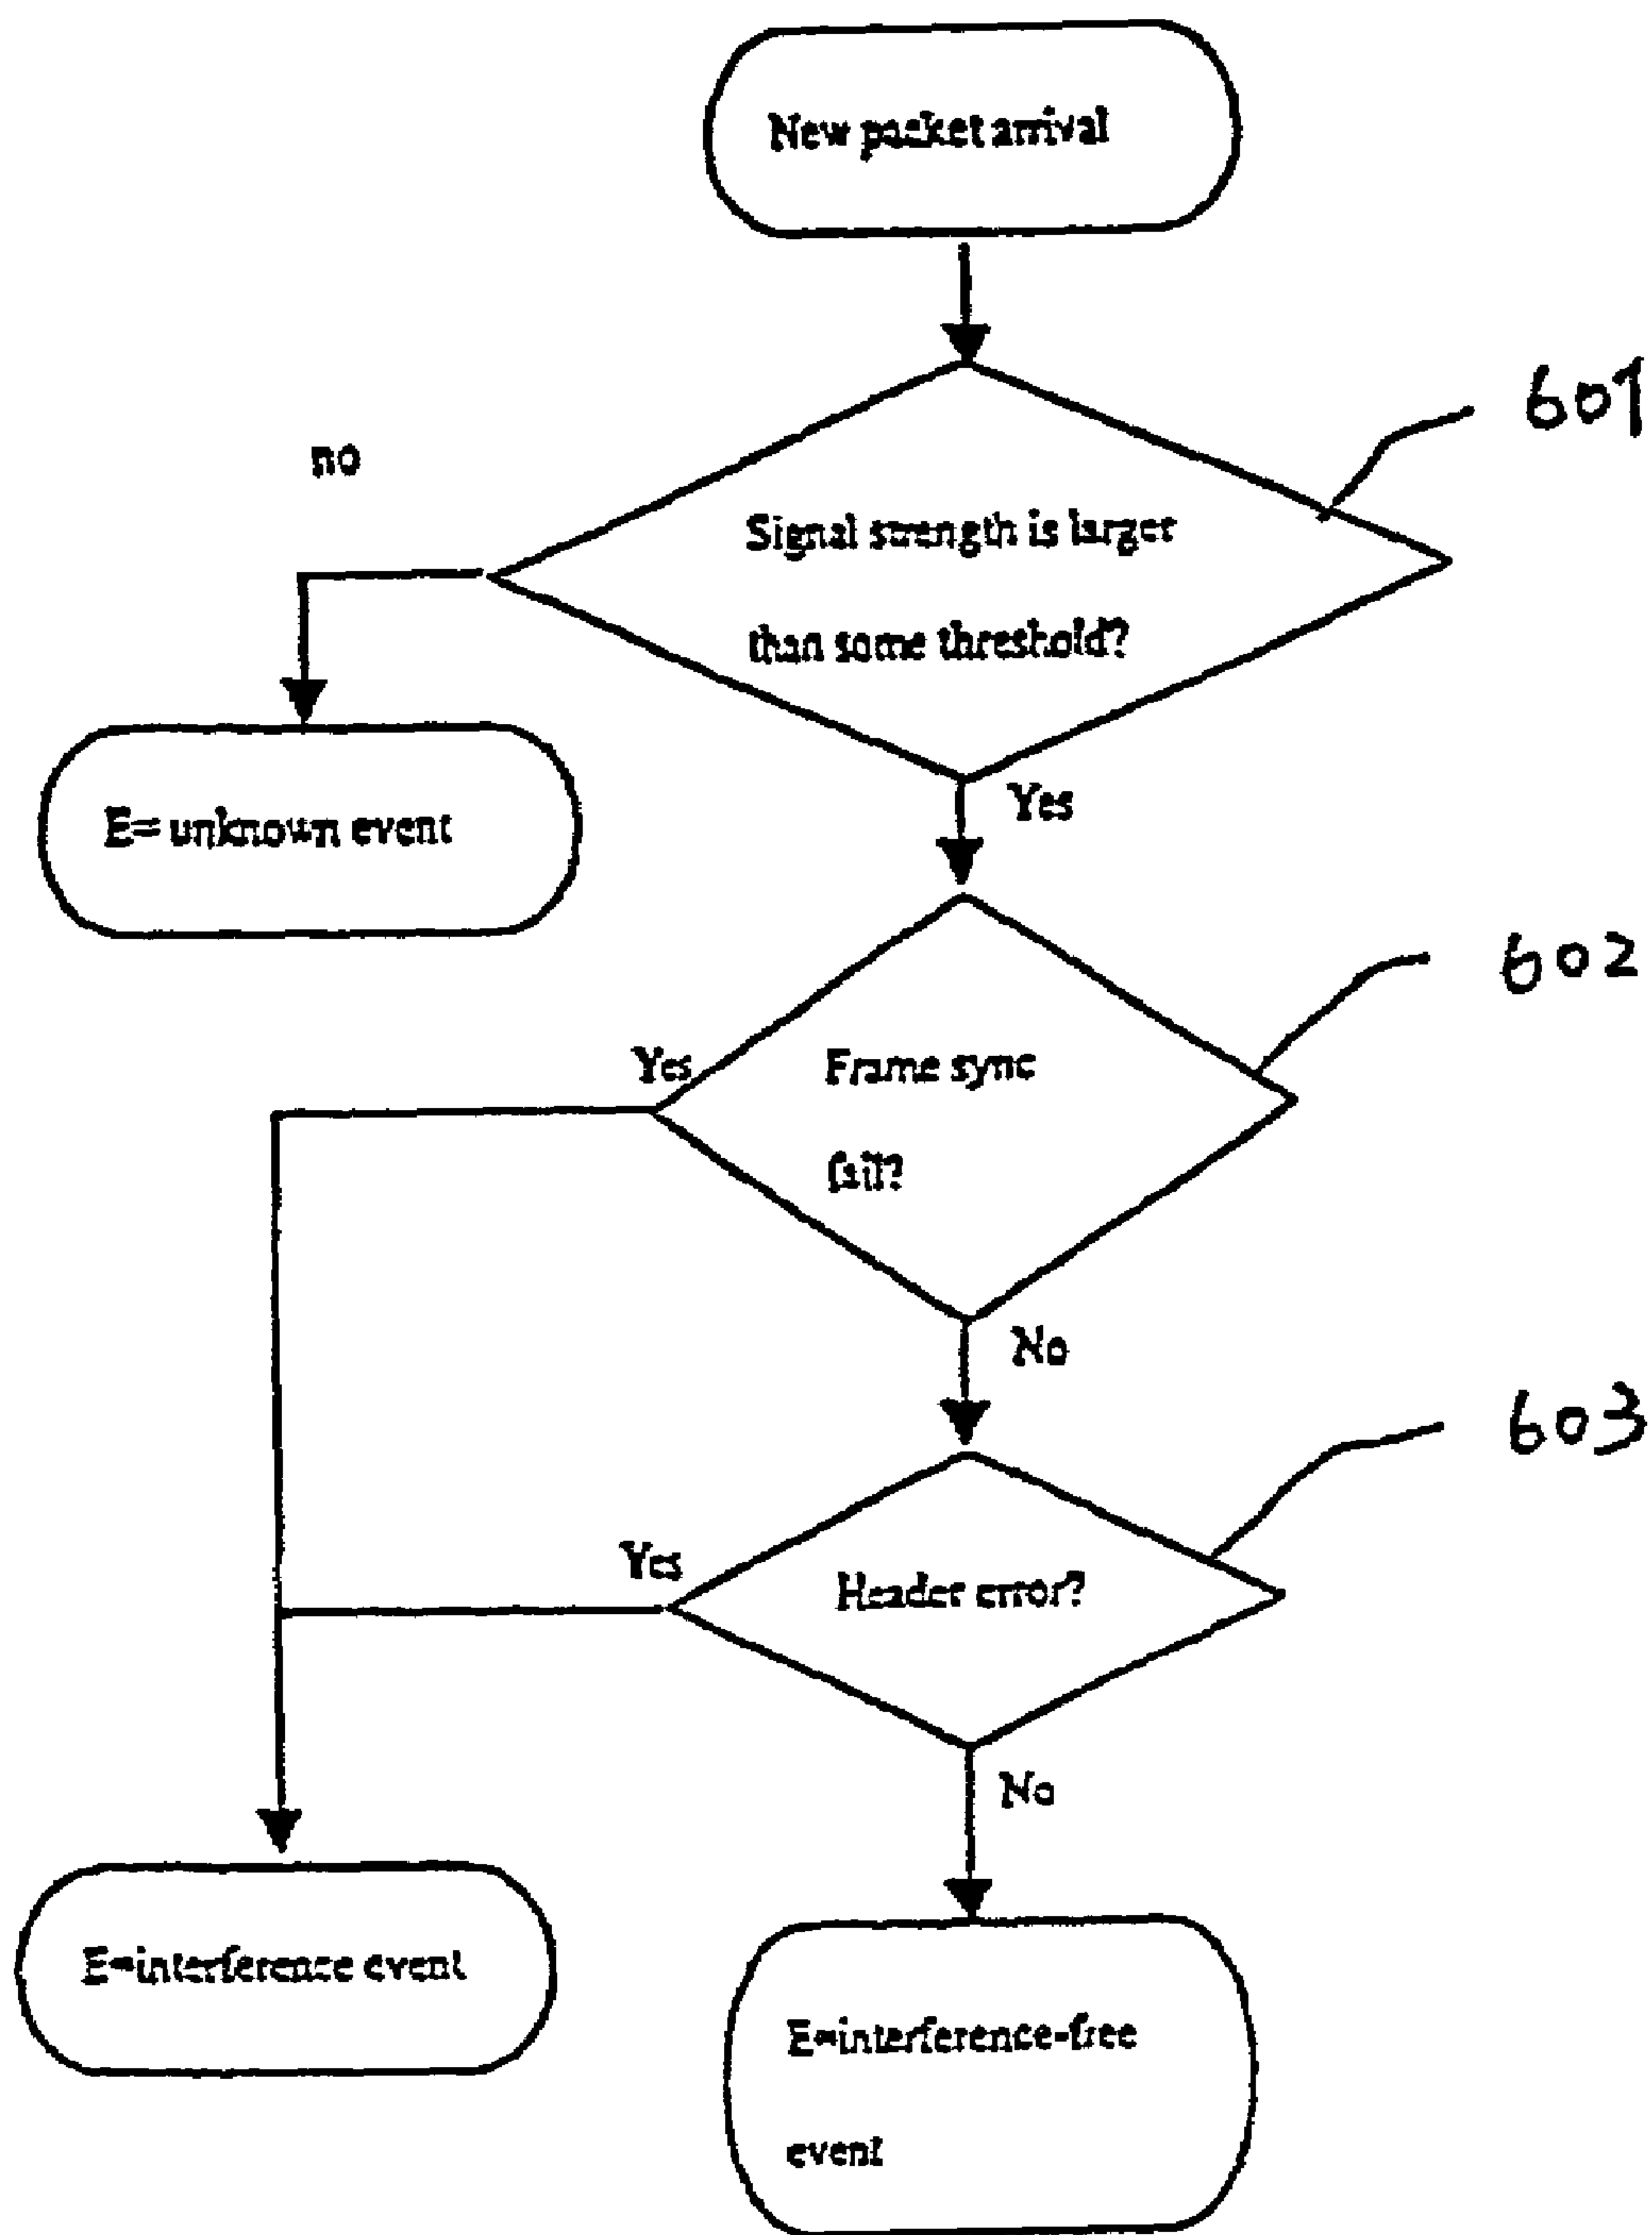 New packet arrival
601
no
Signal strength is larger
than some threshold?
Yes
E= unknown event
602
Yes
Frame sync
fail?
No
603
Yes
Header error?
No
E=interference event
E=interference-free
event